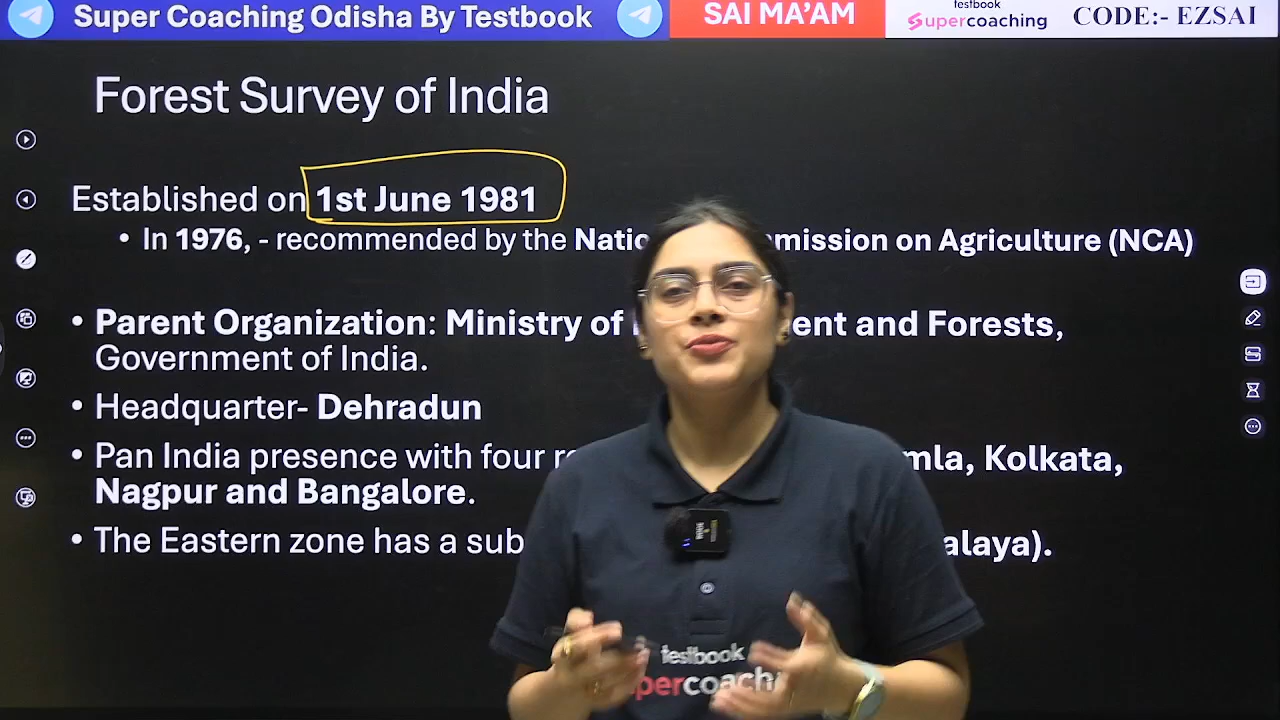 Super Coaching Odisha By Testbook
SAI MA’AM
testbook
Supercoaching
CODE:- EZSAI
Forest Survey of India
Established on 1st June 1981
• In 1976, - recommended by the Natio mission on Agriculture (NCA)
• Parent Organization: Ministry of ent and Forests,
Government of India.
• Headquarter- Dehradun
• Pan India presence with four re mla, Kolkata,
Nagpur and Bangalore.
• The Eastern zone has a sub alaya).
testbook
percoach